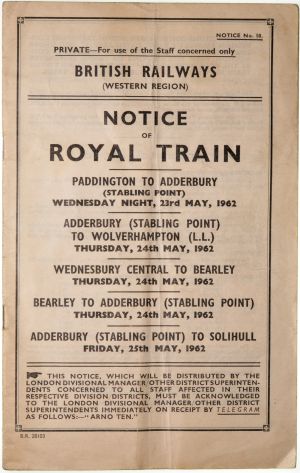 NOTICE No. 18.
PRIVATE—For use of the Staff concerned only
BRITISH RAILWAYS
(WESTERN REGION)
NOTICE
OF
ROYAL TRAIN
PADDINGTON TO ADDERBURY
(STABLING POINT)
WEDNESDAY NIGHT, 23rd MAY, 1962
ADDERBURY (STABLING POINT)
TO WOLVERHAMPTON (L.L.)
THURSDAY, 24th MAY, 1962
WEDNESBURY CENTRAL TO BEARLEY
THURSDAY, 24th MAY, 1962
BEARLEY TO ADDERBURY (STABLING POINT)
THURSDAY, 24th MAY, 1962
ADDERBURY (STABLING POINT) TO SOLIHULL
FRIDAY, 25th MAY, 1962
☛ THIS NOTICE, WHICH WILL BE DISTRIBUTED BY THE
LONDON DIVISIONAL MANAGER/OTHER DISTRICT SUPERINTEN-
DENTS CONCERNED TO ALL STAFF AFFECTED IN THEIR
RESPECTIVE DIVISION DISTRICTS, MUST BE ACKNOWLEDGED
TO THE LONDON DIVISIONAL MANAGER/OTHER DISTRICT
SUPERINTENDENTS IMMEDIATELY ON RECEIPT BY TELEGRAM
AS FOLLOWS:—"ARNO TEN."